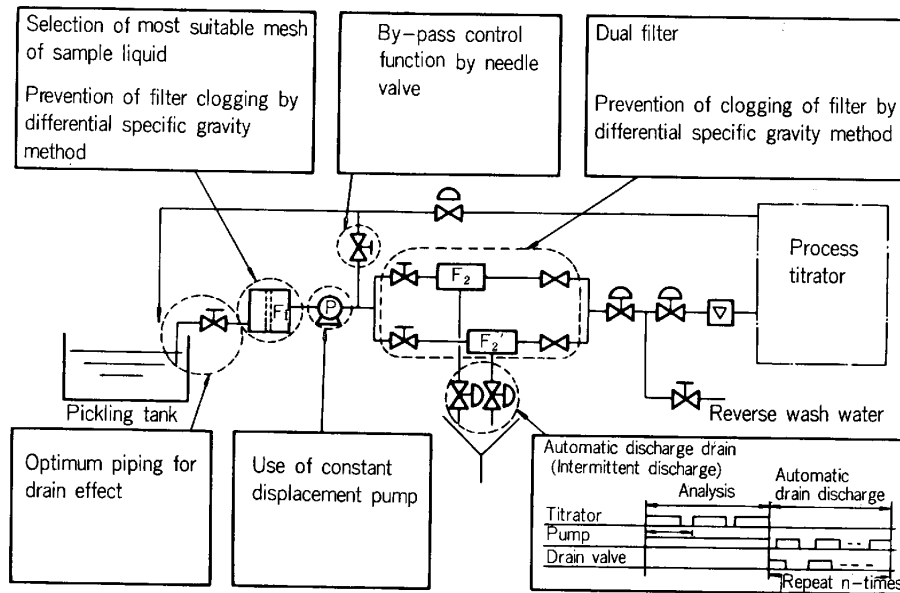 Selection of most suitable mesh
of sample liquid
Prevention of filter clogging by
differential specific gravity
method
By-pass control
function by needle
valve
Dual filter
Prevention of clogging of filter by
differential specific gravity method
Process
titrator
F₁
P
F₂
F₂
Pickling tank
Reverse wash water
Optimum piping for
drain effect
Use of constant
displacement pump
Automatic discharge drain
(Intermittent discharge)
Analysis
Automatic
drain discharge
Titrator
Pump
Drain valve
Repeat n-times